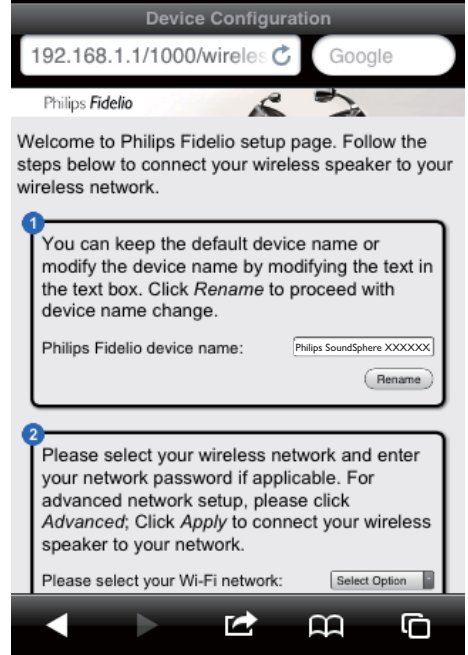 Device Configuration
192.168.1.1/1000/wireles
Google
Philips Fidelio
Welcome to Philips Fidelio setup page. Follow the
steps below to connect your wireless speaker to your
wireless network.
1
You can keep the default device name or
modify the device name by modifying the text in
the text box. Click Rename to proceed with
device name change.
Philips Fidelio device name:
Philips SoundSphere XXXXXX
Rename
2
Please select your wireless network and enter
your network password if applicable. For
advanced network setup, please click
Advanced; Click Apply to connect your wireless
speaker to your network.
Please select your Wi-Fi network:
Select Option